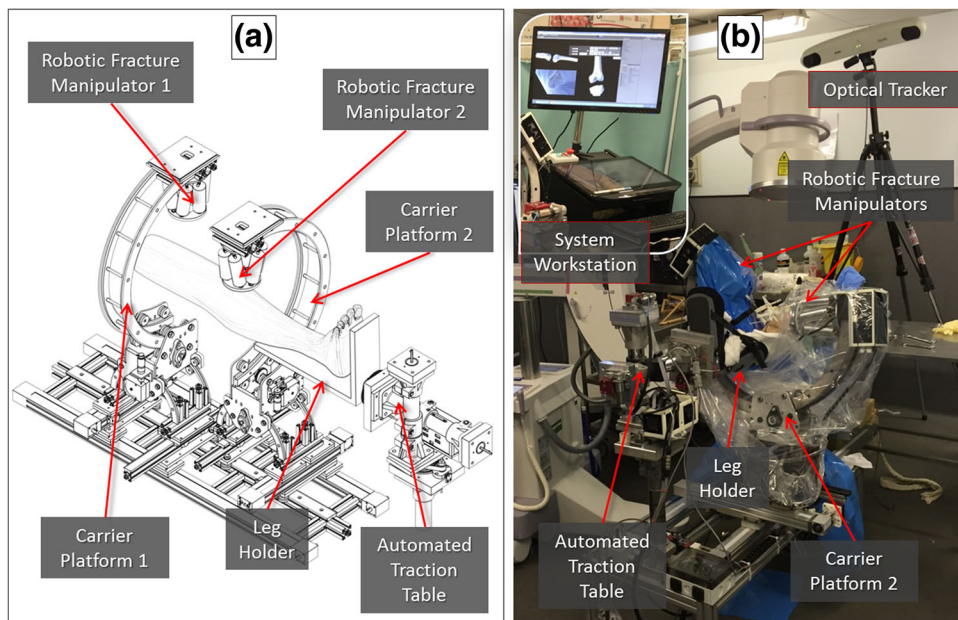 (a)
Robotic Fracture
Manipulator 1
Robotic Fracture
Manipulator 2
Carrier
Platform 2
Carrier
Platform 1
Leg
Holder
Automated
Traction
Table
(b)
Optical Tracker
Robotic Fracture
Manipulators
System
Workstation
Leg
Holder
Automated
Traction
Table
Carrier
Platform 2